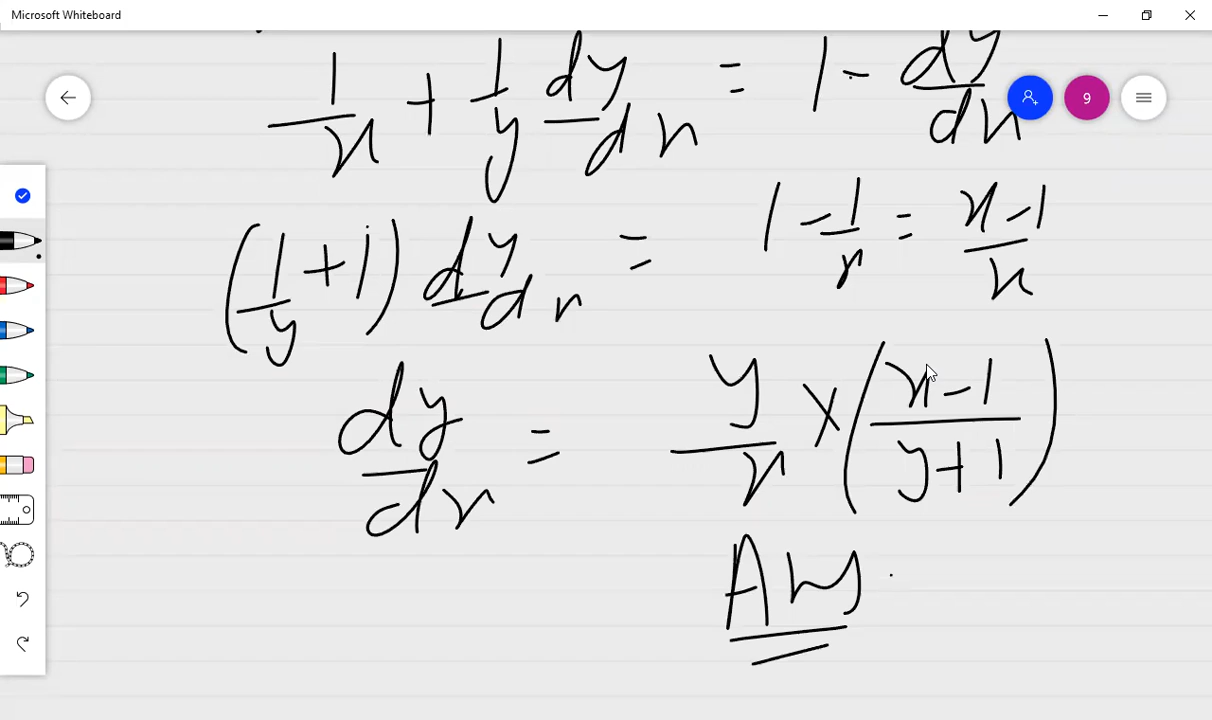 Microsoft Whiteboard
1/x + 1/y dy/dx = 1 - dy/dx
9
(1/y + 1) dy/dx = 1 - 1/x = x-1/x
dy/dx = y/x × (x-1/y+1)
Ans